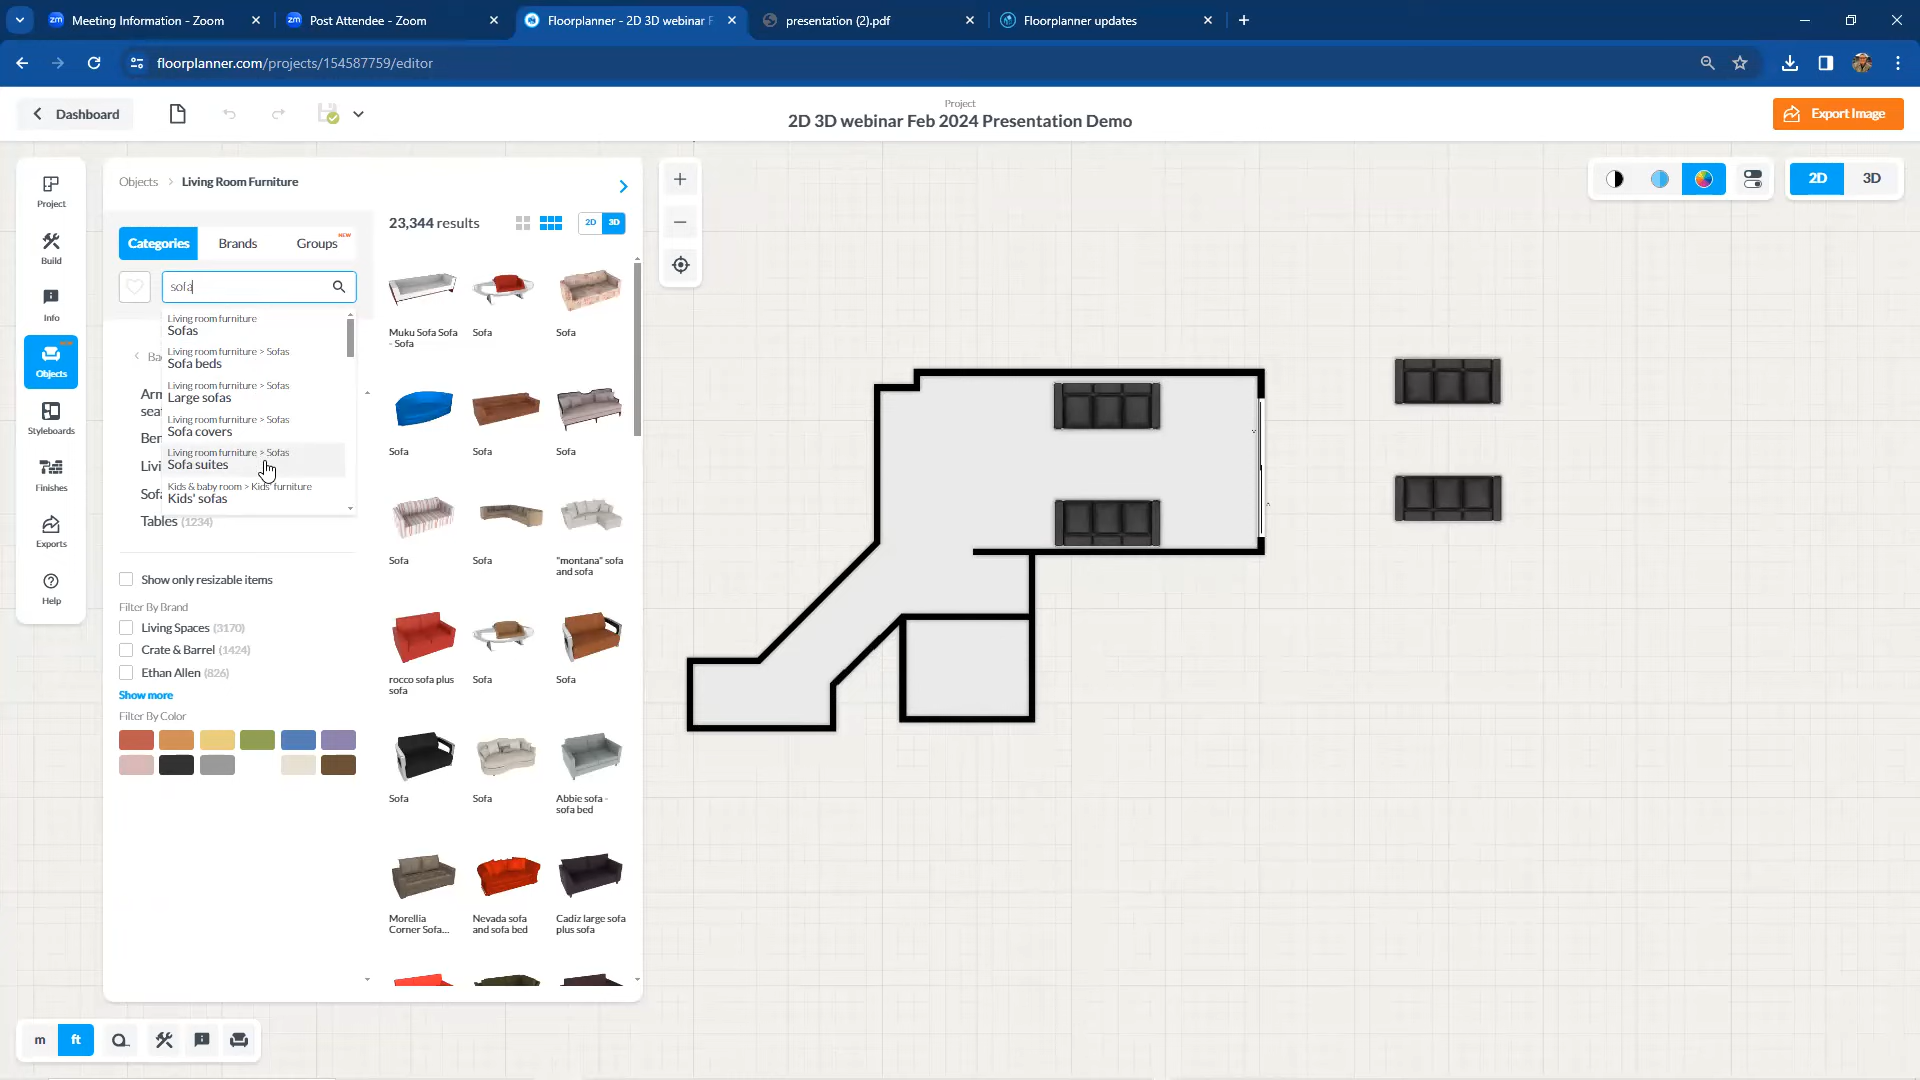 zm Meeting Information - Zoom
zm Post Attendee - Zoom
Floorplanner - 2D 3D webinar F
presentation (2).pdf
Floorplanner updates
floorplanner.com/projects/154587759/editor
Dashboard
Project
2D 3D webinar Feb 2024 Presentation Demo
Export Image
Project
Build
Info
Objects
Styleboards
Finishes
Exports
Help
Objects > Living Room Furniture
Categories Brands Groups NEW
sofa
Living room furniture
Sofas
Living room furniture > Sofas
Sofa beds
Living room furniture > Sofas
Large sofas
Living room furniture > Sofas
Sofa covers
Living room furniture > Sofas
Sofa suites
Kids & baby room > Kids' furniture
Kids' sofas
Ba
Arm
sea
Ben
Livi
Sofa
Tables (1234)
Show only resizable items
Filter By Brand
Living Spaces (3170)
Crate & Barrel (1424)
Ethan Allen (826)
Show more
Filter By Color
23,344 results
2D 3D
Muku Sofa Sofa
- Sofa
Sofa
Sofa
Sofa
Sofa
Sofa
Sofa
Sofa
"montana" sofa
and sofa
rocco sofa plus
sofa
Sofa
Sofa
Sofa
Sofa
Abbie sofa -
sofa bed
Morellia
Corner Sofa...
Nevada sofa
and sofa bed
Cadiz large sofa
plus sofa
2D 3D
m ft